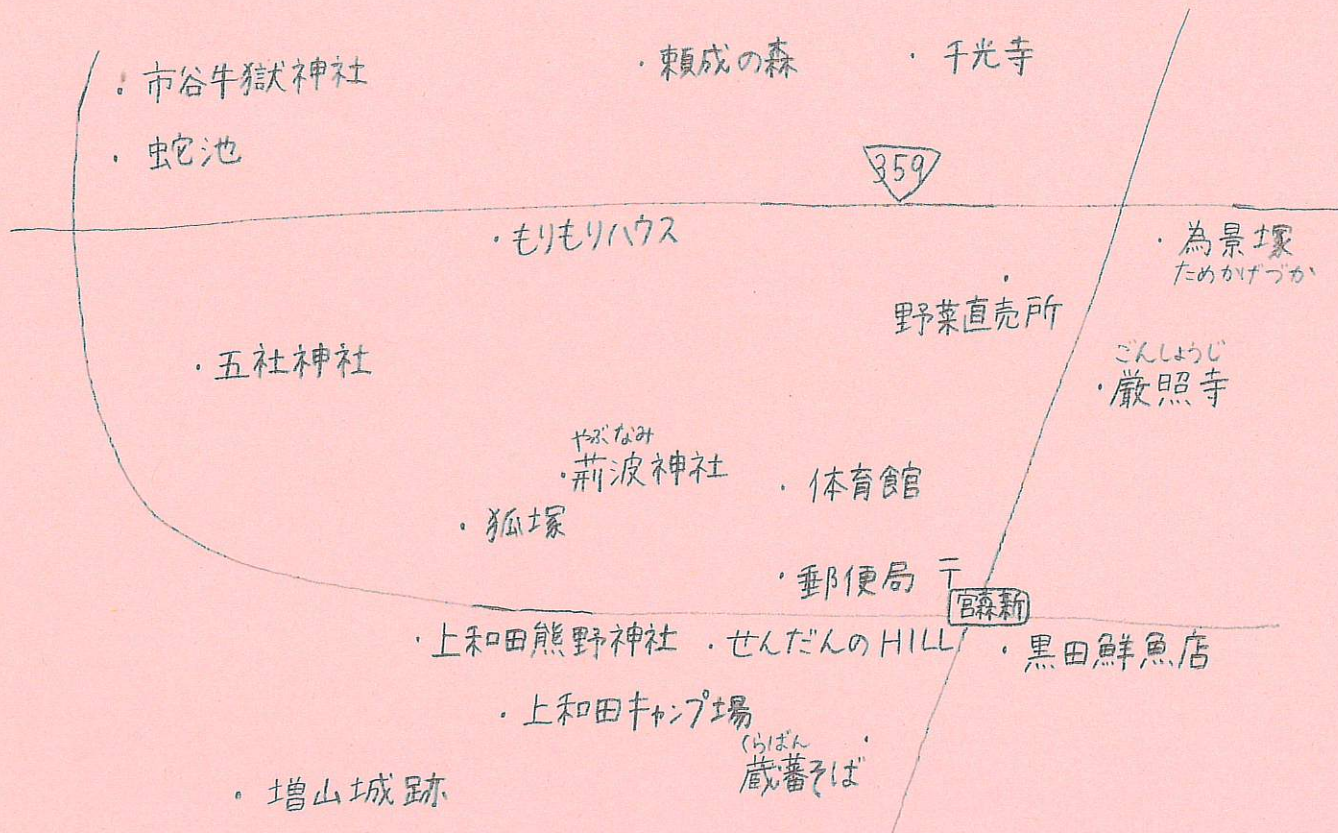 市谷牛獄神社
頼成の森
千光寺
蛇池
359
もりもりハウス
為景塚
ためかげづか
野菜直売所
五社神社
ごんしょうじ
厳照寺
やぶなみ
荊波神社
体育館
狐塚
郵便局 〒
宮森新
上和田熊野神社
せんだんのHILL
黒田鮮魚店
上和田キャンプ場
くらばん
蔵蕃そば
増山城跡